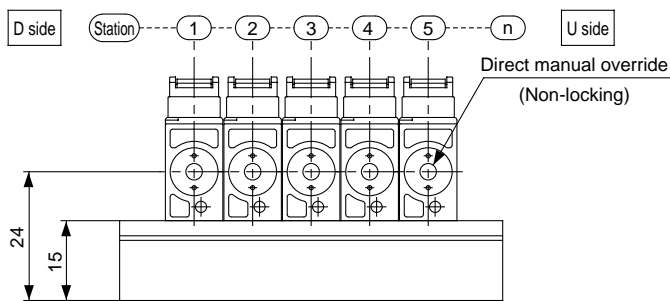 D side Station 1 2 3 4 5 n U side
Direct manual override
(Non-locking)
24
15